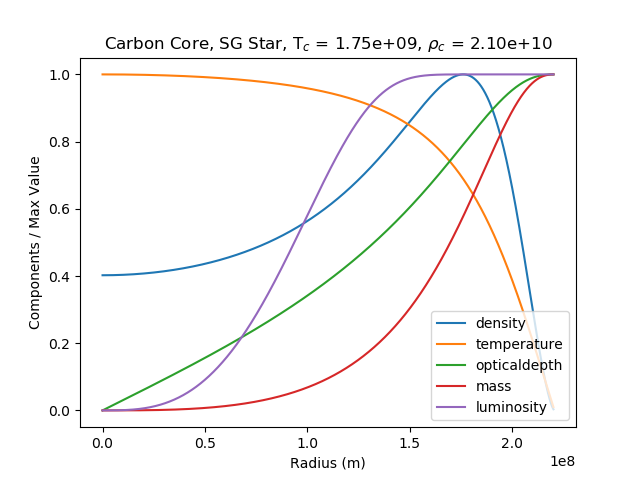 Carbon Core, SG Star, T_c = 1.75e+09, ρ_c = 2.10e+10
1.0
0.8
0.6
0.4
0.2
0.0
Components / Max Value
density
temperature
opticaldepth
mass
luminosity
0.0 0.5 1.0 1.5 2.0
1e8
Radius (m)